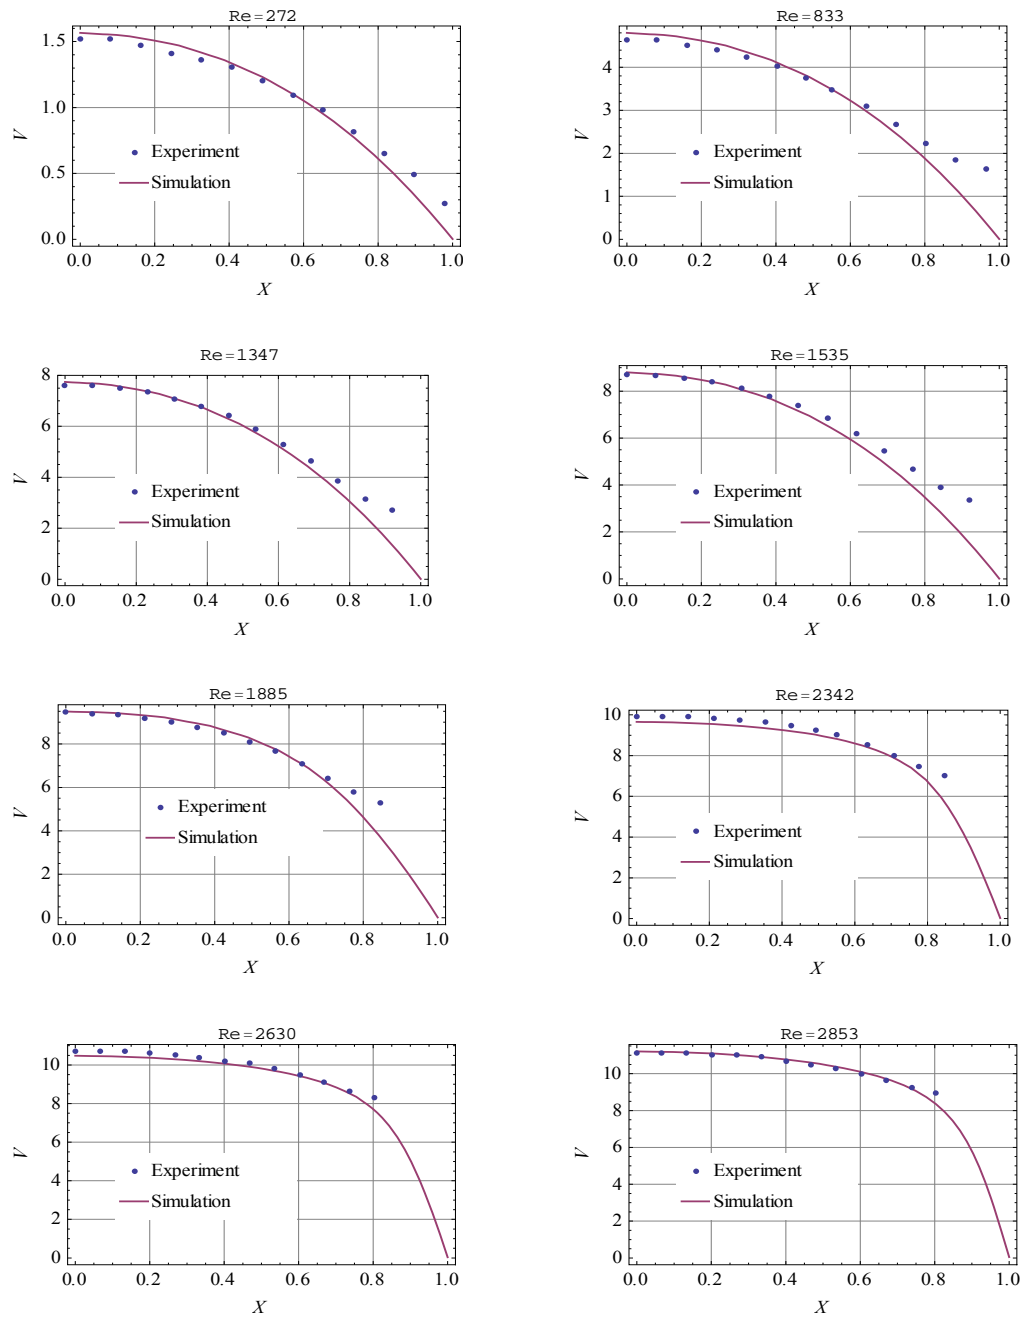 Re=272
1.5
1.0
0.5
0.0
V
Experiment
Simulation
0.0 0.2 0.4 0.6 0.8 1.0
X
Re=833
4
3
2
1
0
V
Experiment
Simulation
0.0 0.2 0.4 0.6 0.8 1.0
X
Re=1347
8
6
4
2
0
V
Experiment
Simulation
0.0 0.2 0.4 0.6 0.8 1.0
X
Re=1535
8
6
4
2
0
V
Experiment
Simulation
0.0 0.2 0.4 0.6 0.8 1.0
X
Re=1885
8
6
4
2
0
V
Experiment
Simulation
0.0 0.2 0.4 0.6 0.8 1.0
X
Re=2342
10
8
6
4
2
0
V
Experiment
Simulation
0.0 0.2 0.4 0.6 0.8 1.0
X
Re=2630
10
8
6
4
2
0
V
Experiment
Simulation
0.0 0.2 0.4 0.6 0.8 1.0
X
Re=2853
10
8
6
4
2
0
V
Experiment
Simulation
0.0 0.2 0.4 0.6 0.8 1.0
X